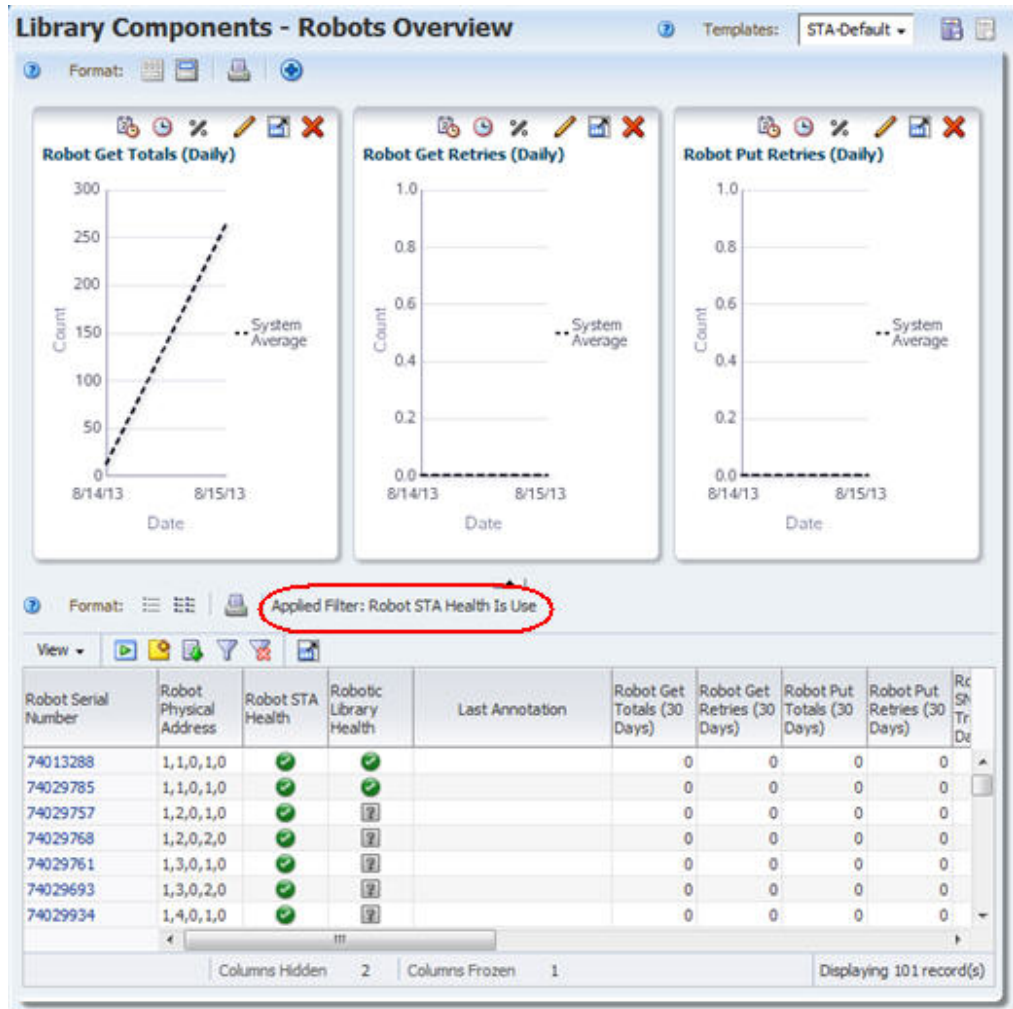 Library Components - Robots Overview
Templates: STA-Default
Format:
Robot Get Totals (Daily)
300
250
200
150
100
50
0
Count
8/14/13 8/15/13
Date
System
Average
Robot Get Retries (Daily)
1.0
0.8
0.6
0.4
0.2
0.0
Count
8/14/13 8/15/13
Date
System
Average
Robot Put Retries (Daily)
1.0
0.8
0.6
0.4
0.2
0.0
Count
8/14/13 8/15/13
Date
System
Average
Format: Applied Filter: Robot STA Health Is Use
View
Robot Serial Number Robot Physical Address Robot STA Health Robotic Library Health Last Annotation Robot Get Totals (30 Days) Robot Get Retries (30 Days) Robot Put Totals (30 Days) Robot Put Retries (30 Days)
74013288 1,1,0,1,0 0 0 0 0
74029785 1,1,0,1,0 0 0 0 0
74029757 1,2,0,1,0 ? 0 0 0 0
74029768 1,2,0,2,0 ? 0 0 0 0
74029761 1,3,0,1,0 ? 0 0 0 0
74029693 1,3,0,2,0 ? 0 0 0 0
74029934 1,4,0,1,0 ? 0 0 0 0
Columns Hidden 2 Columns Frozen 1 Displaying 101 record(s)